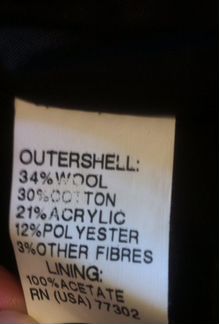 OUTERSHELL:
34%WOOL
30%COTTON
21%ACRYLIC
12%POLYESTER
3%OTHER FIBRES
LINING:
100%ACETATE
RN (USA) 77302